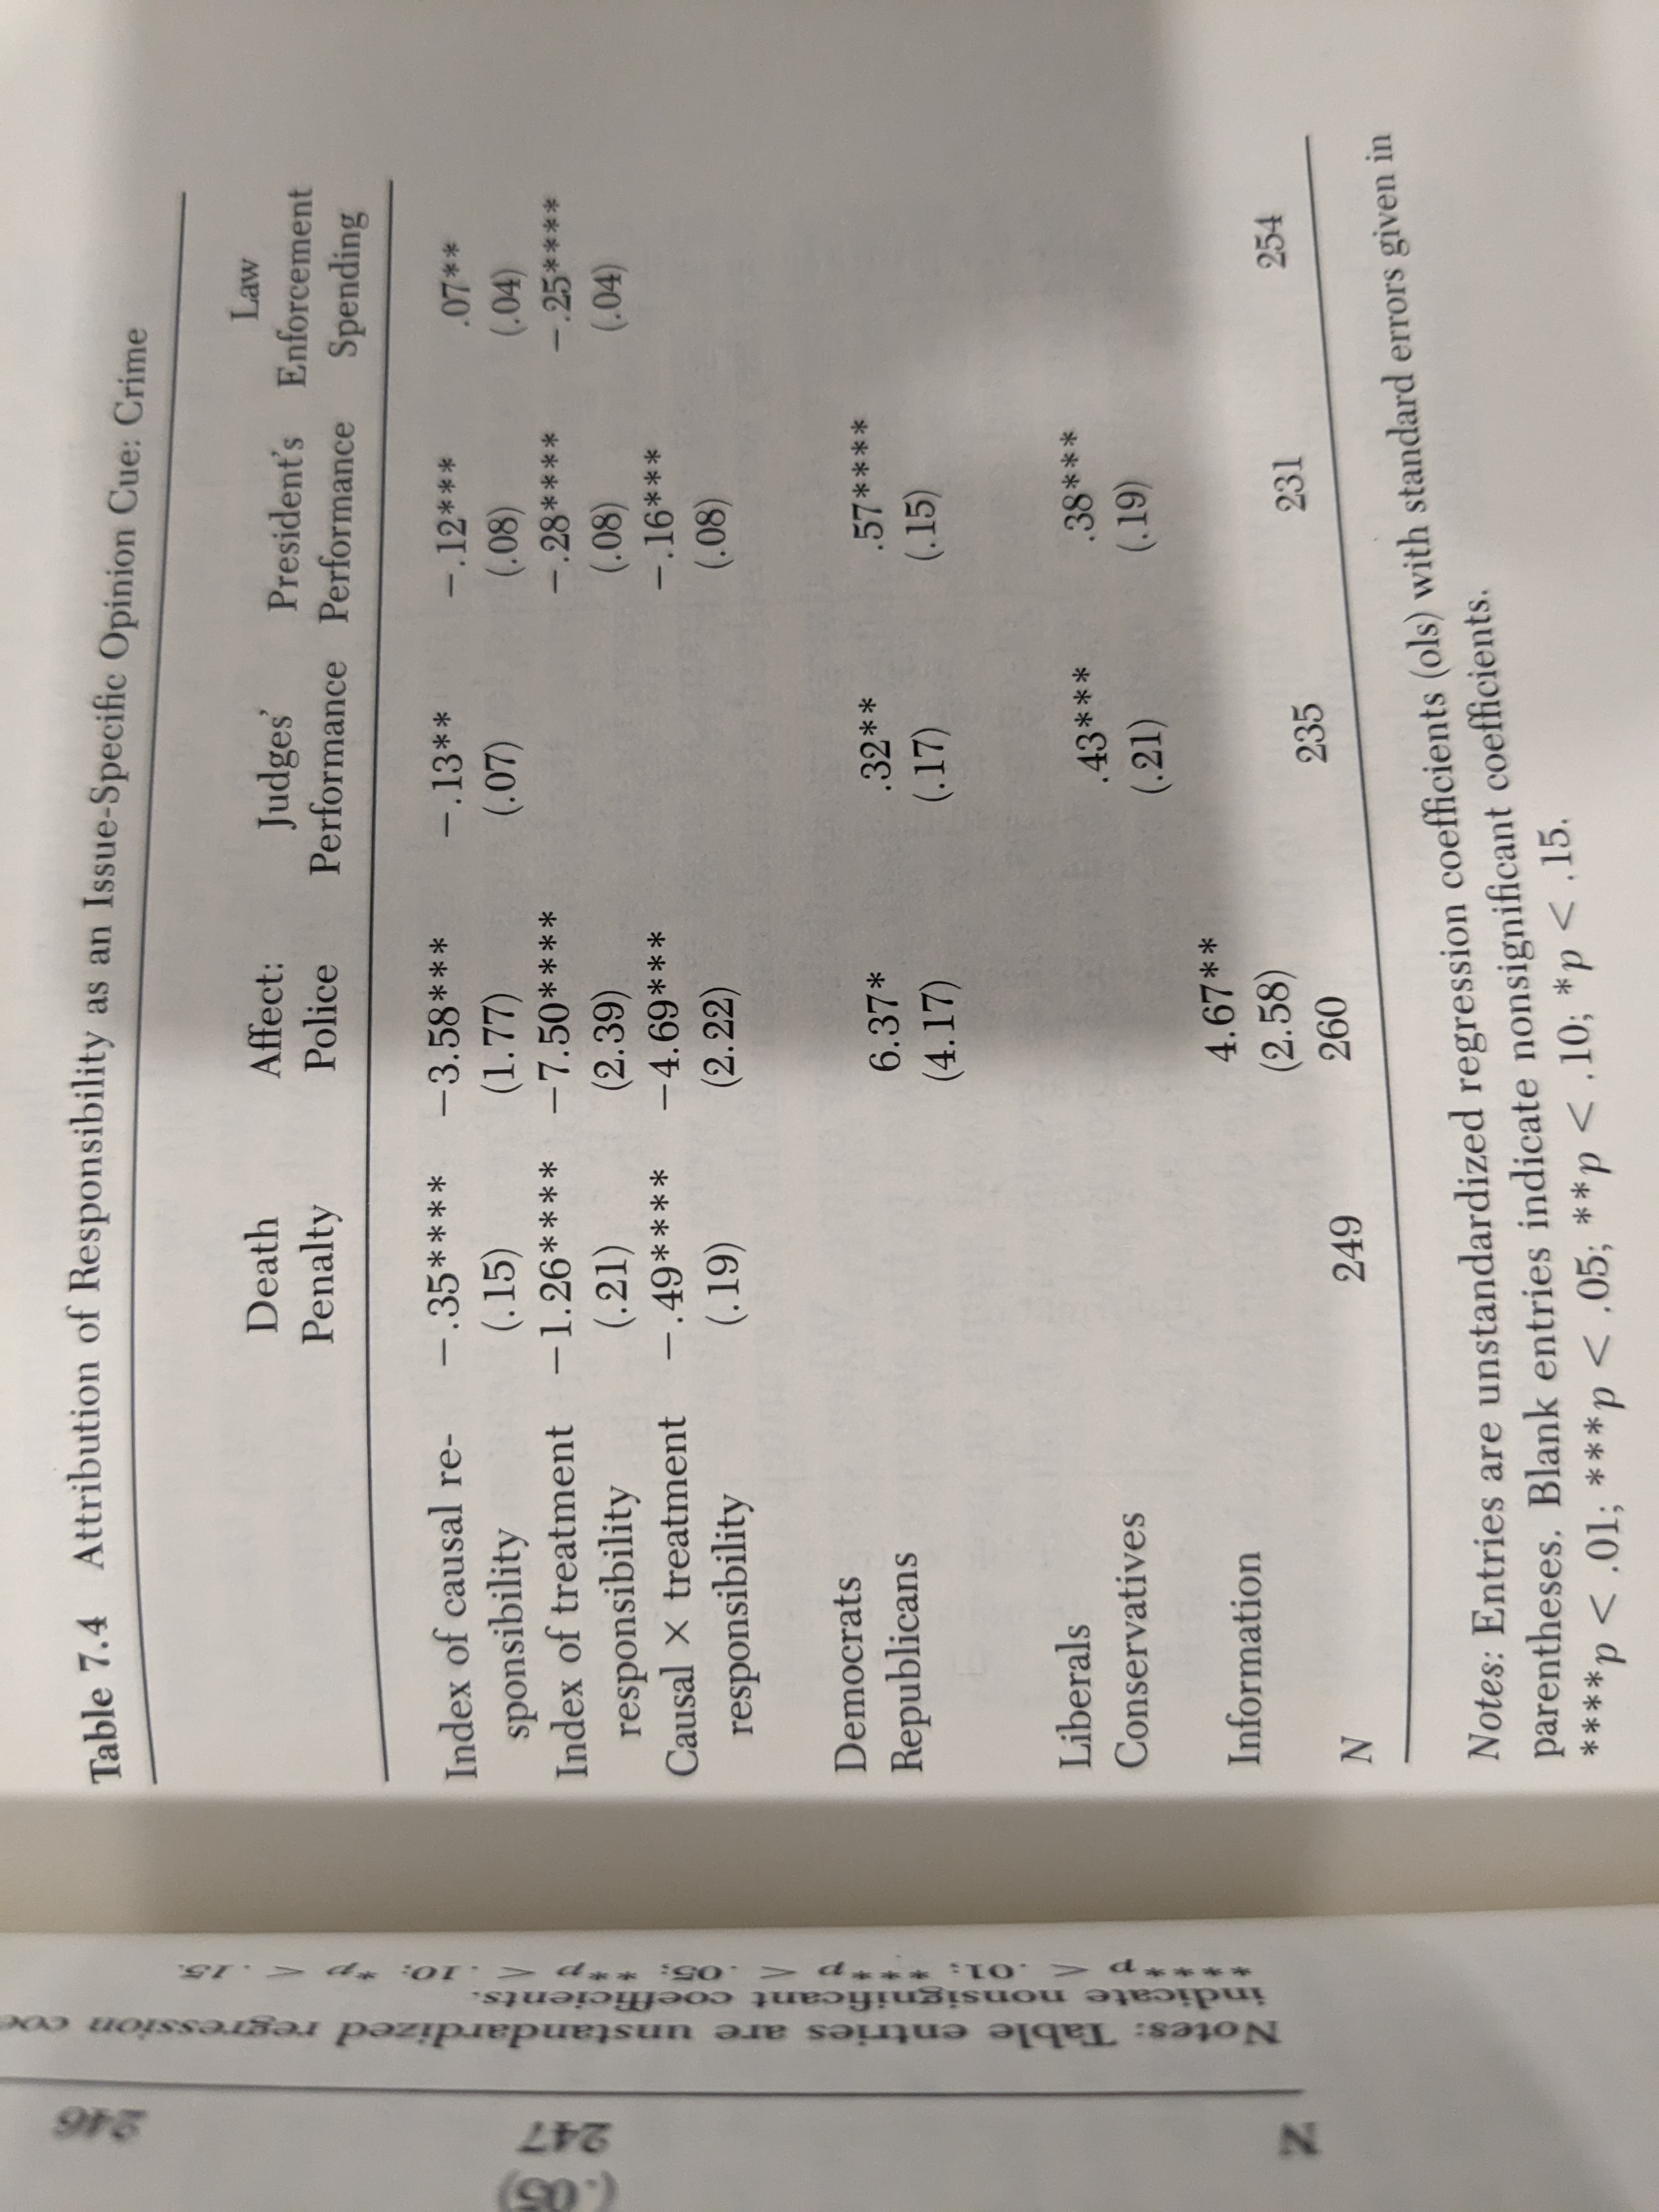 Table 7.4 Attribution of Responsibility as an Issue-Specific Opinion Cue: Crime
Death Penalty Affect: Police Judges' Performance President's Performance Law Enforcement Spending
Index of causal re- −.35**** −3.58*** −.13** −.12*** .07**
sponsibility (.15) (1.77) (.07) (.08) (.04)
Index of treatment −1.26**** −7.50**** −.28**** −.25****
responsibility (.21) (2.39) (.08) (.04)
Causal × treatment −.49**** −4.69*** −.16***
responsibility (.19) (2.22) (.08)
Democrats
Republicans 6.37* .32** .57****
(4.17) (.17) (.15)
Liberals
Conservatives .43*** .38****
(.21) (.19)
Information 4.67**
(2.58)
N 249 260 235 231 254
Notes: Entries are unstandardized regression coefficients (ols) with standard errors given in
parentheses. Blank entries indicate nonsignificant coefficients.
****p < .01; ***p < .05; **p < .10; *p < .15.
(.05)
N 247 246
Notes: Table entries are unstandardized regression
indicate nonsignificant coefficients.
****p < .01; ***p < .05; **p < .10; *p < .15.